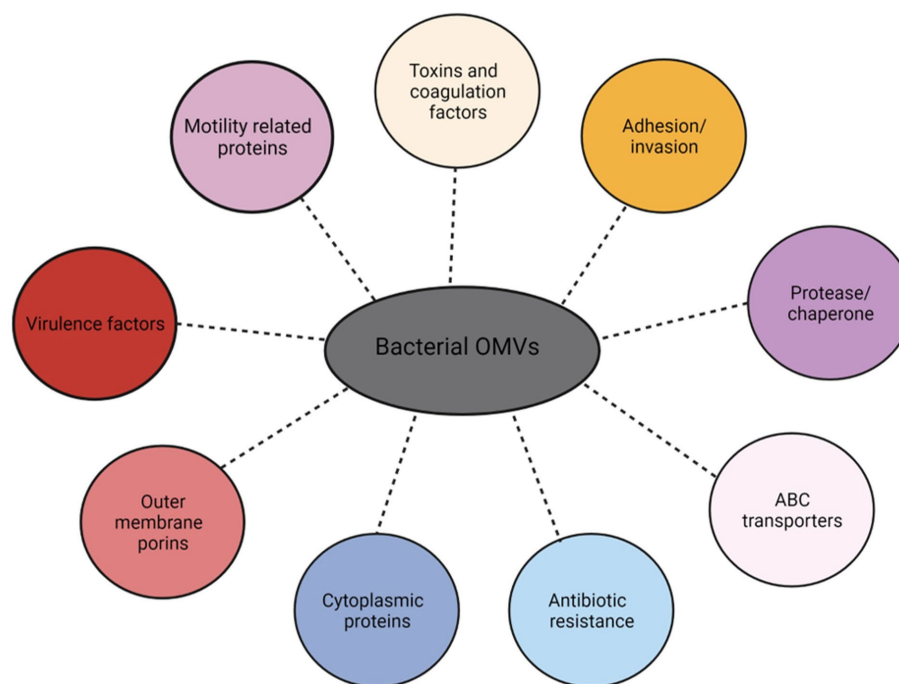 Toxins and
coagulation
factors
Motility related
proteins
Adhesion/
invasion
Protease/
chaperone
Virulence factors
Bacterial OMVs
Outer
membrane
porins
ABC
transporters
Cytoplasmic
proteins
Antibiotic
resistance